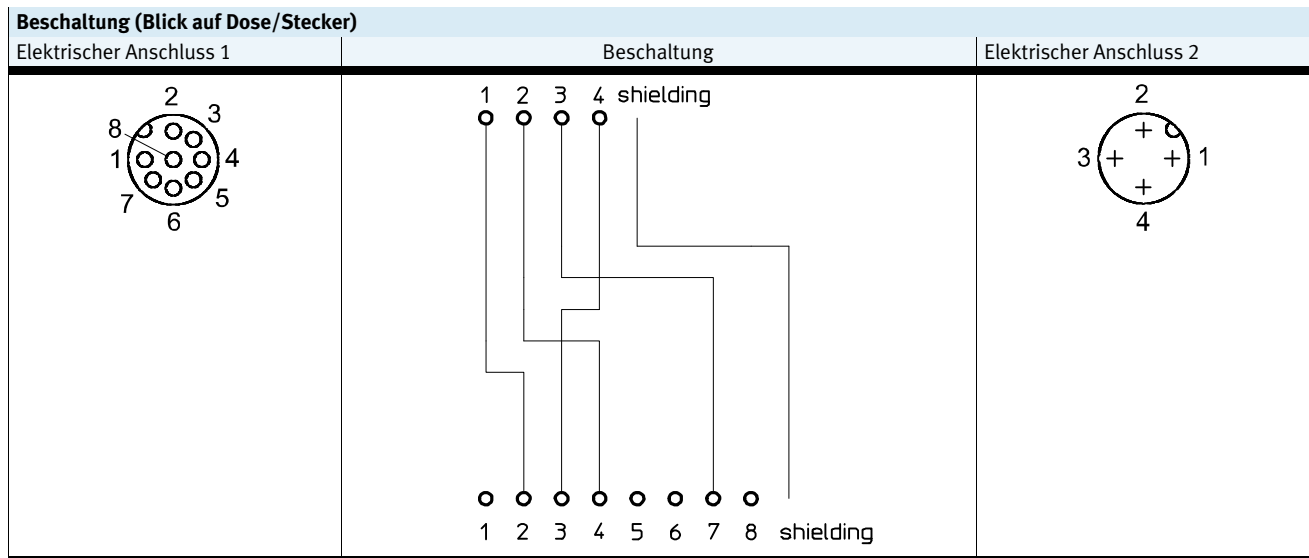 Beschaltung (Blick auf Dose/Stecker)
Elektrischer Anschluss 1 Beschaltung Elektrischer Anschluss 2
2
3
8
1 4
7 5
6
1 2 3 4 shielding
1 2 3 4 5 6 7 8 shielding
2
3 1
4